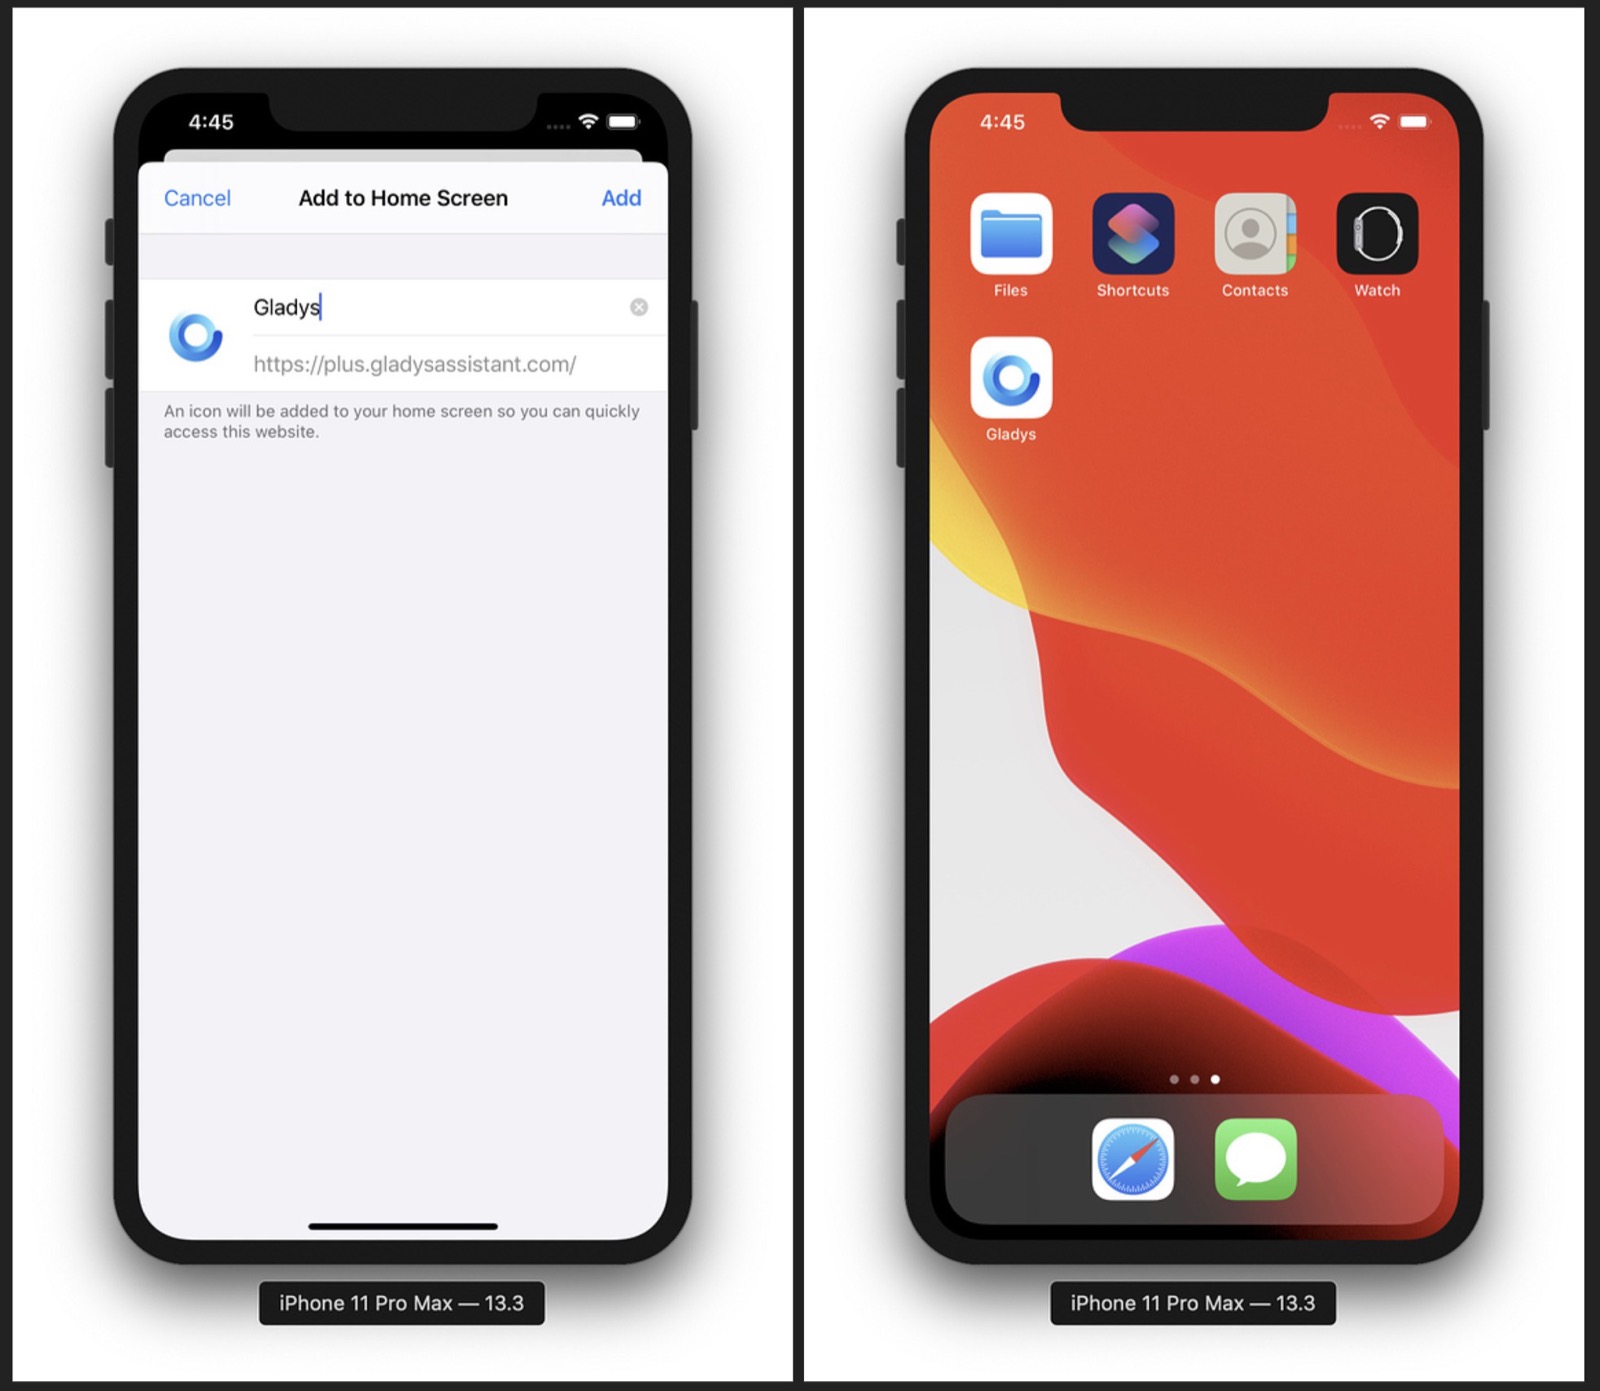 4:45
Cancel
Add to Home Screen
Add
Gladys
https://plus.gladysassistant.com/
An icon will be added to your home screen so you can quickly
access this website.
iPhone 11 Pro Max — 13.3
4:45
Files
Shortcuts
Contacts
Watch
Gladys
iPhone 11 Pro Max — 13.3